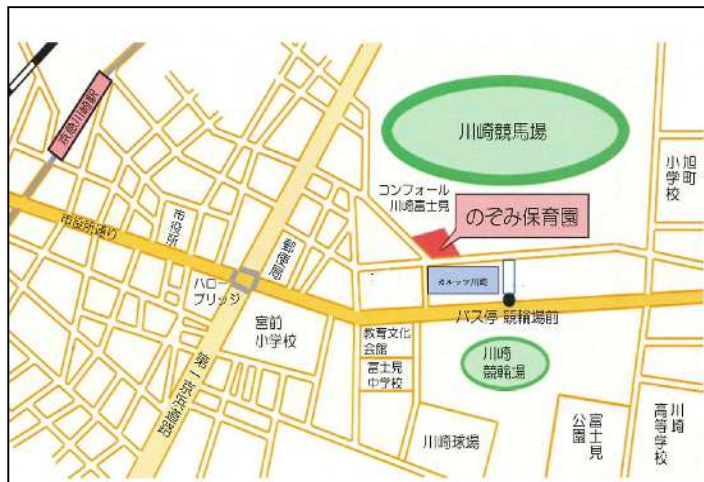 京急川崎駅
川崎競馬場
旭町
小学校
コンフォール
川崎富士見
のぞみ保育園
市役所通り
市役所
郵便局
カルッツ川崎
ハロー
ブリッジ
バス停 競輪場前
宮前
小学校
教育文化
会館
富士見
中学校
川崎
競輪場
第一京浜道路
川崎球場
富士見
公園
川崎
高等学校